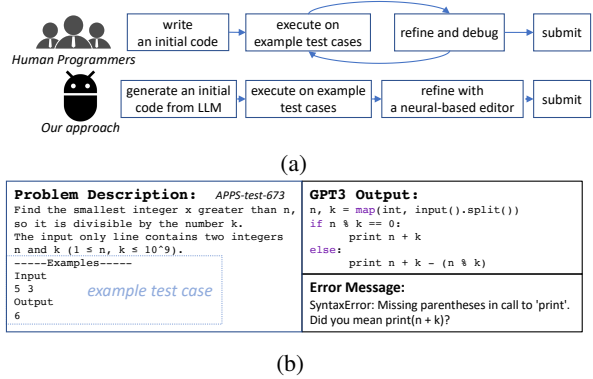 write
an initial code
execute on
example test cases
refine and debug
submit
Human Programmers
generate an initial
code from LLM
execute on example
test cases
refine with
a neural-based editor
submit
Our approach
(a)
Problem Description: APPS-test-673
Find the smallest integer x greater than n,
so it is divisible by the number k.
The input only line contains two integers
n and k (1 ≤ n, k ≤ 10^9).
-----Examples-----
Input
5 3
Output
6
example test case
GPT3 Output:
n, k = map(int, input().split())
if n % k == 0:
print n + k
else:
print n + k - (n % k)
Error Message:
SyntaxError: Missing parentheses in call to 'print'.
Did you mean print(n + k)?
(b)